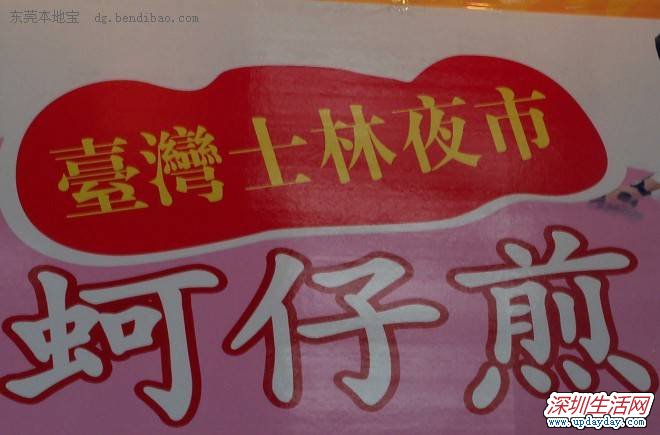 东莞本地宝 dg.bendibao.com
臺灣士林夜市
蚵仔煎
深圳生活网
www.updayday.com